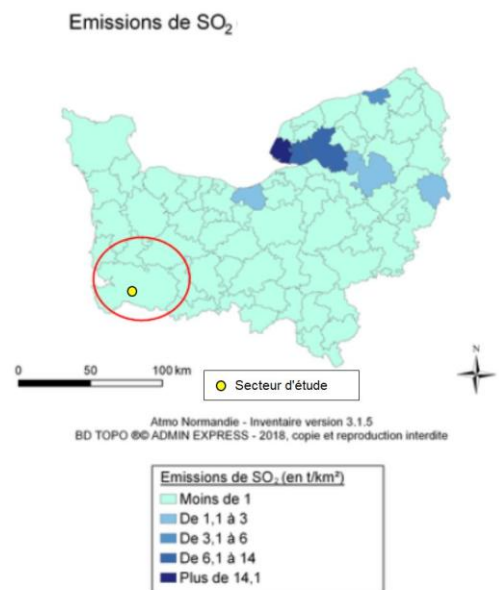 Emissions de SO₂
0 50 100 km
N
Secteur d'étude
Atmo Normandie - Inventaire version 3.1.5
BD TOPO ®© ADMIN EXPRESS - 2018, copie et reproduction interdite
Emissions de SO₂ (en t/km²)
Moins de 1
De 1,1 à 3
De 3,1 à 6
De 6,1 à 14
Plus de 14,1